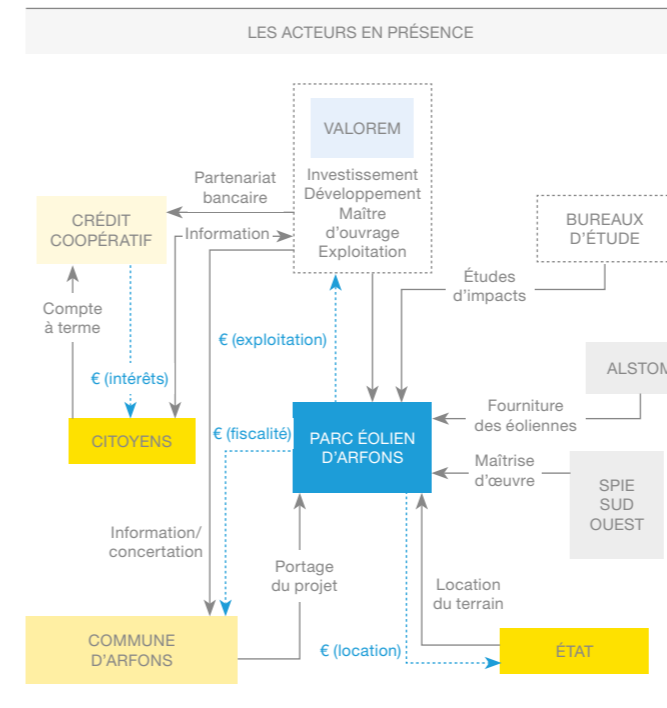 LES ACTEURS EN PRÉSENCE
VALOREM
Investissement
Développement
Maître
d'ouvrage
Exploitation
Partenariat
bancaire
CRÉDIT
COOPÉRATIF
Information
BUREAUX
D'ÉTUDE
Études
d'impacts
Compte
à terme
€ (exploitation)
€ (intérêts)
ALSTOM
CITOYENS
€ (fiscalité)
PARC ÉOLIEN
D'ARFONS
Fourniture
des éoliennes
Maîtrise
d'œuvre
SPIE
SUD
OUEST
Information/
concertation
Portage
du projet
Location
du terrain
COMMUNE
D'ARFONS
€ (location)
ÉTAT